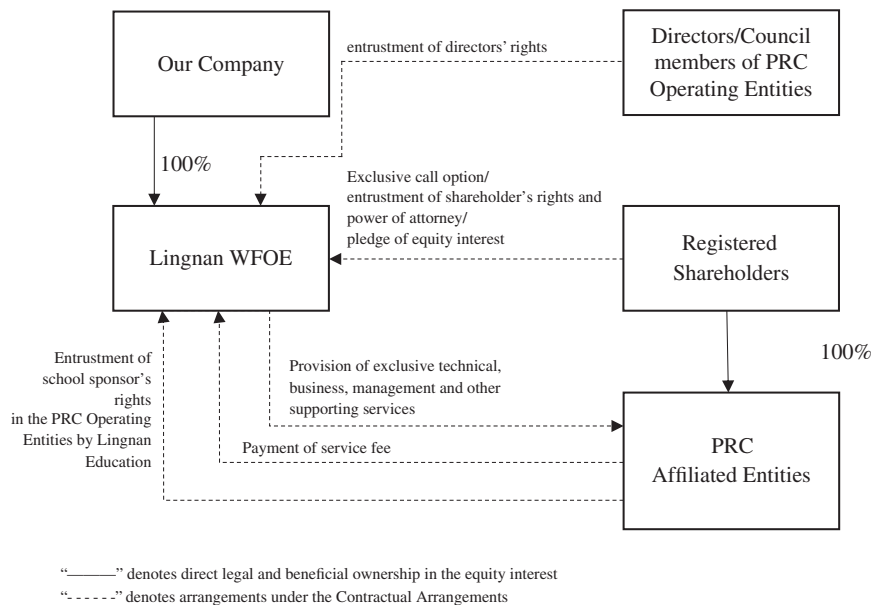 Our Company
entrustment of directors’ rights
Directors/Council
members of PRC
Operating Entities
100%
Exclusive call option/
entrustment of shareholder’s rights and
power of attorney/
pledge of equity interest
Lingnan WFOE
Registered
Shareholders
100%
Entrustment of
school sponsor’s
rights
in the PRC Operating
Entities by Lingnan
Education
Provision of exclusive technical,
business, management and other
supporting services
Payment of service fee
PRC
Affiliated Entities
“———” denotes direct legal and beneficial ownership in the equity interest
“- - - - - -” denotes arrangements under the Contractual Arrangements